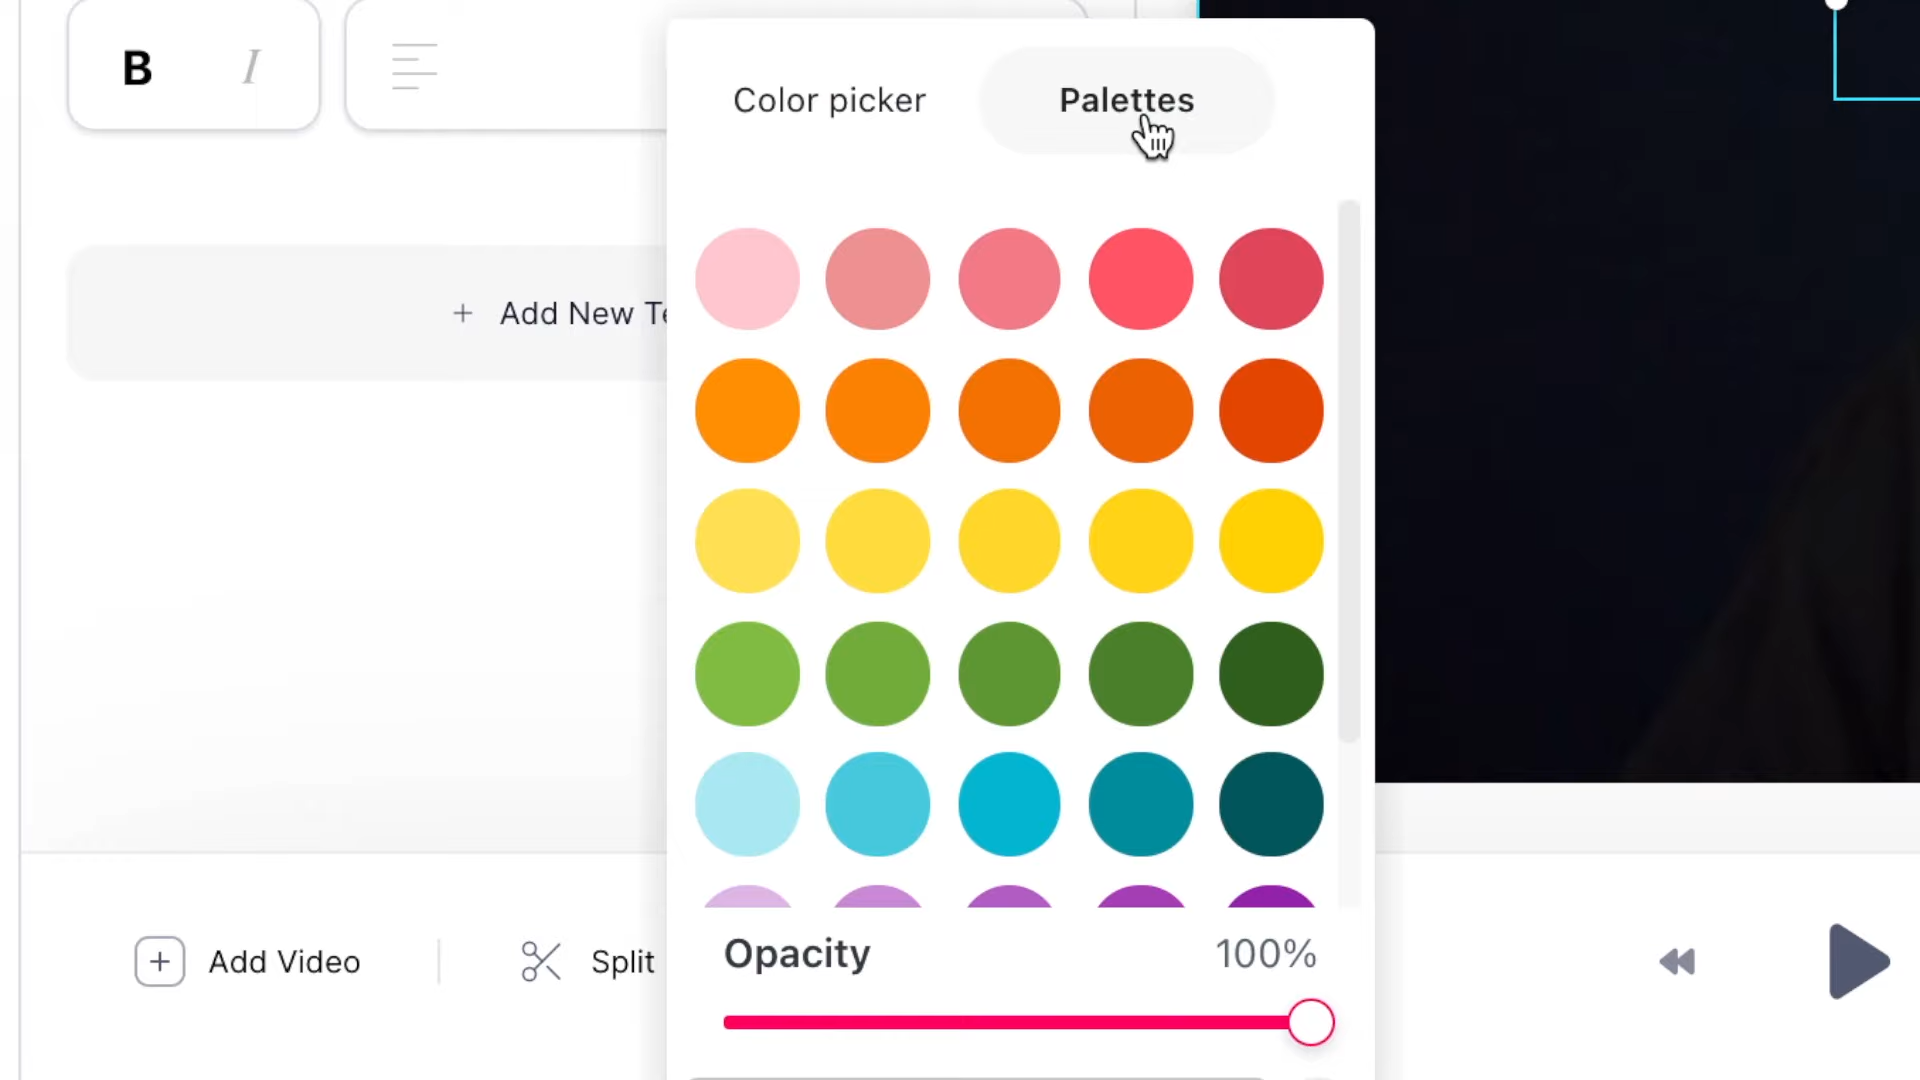 B I
Color picker Palettes
+ Add New Te
Opacity 100%
Add Video Split